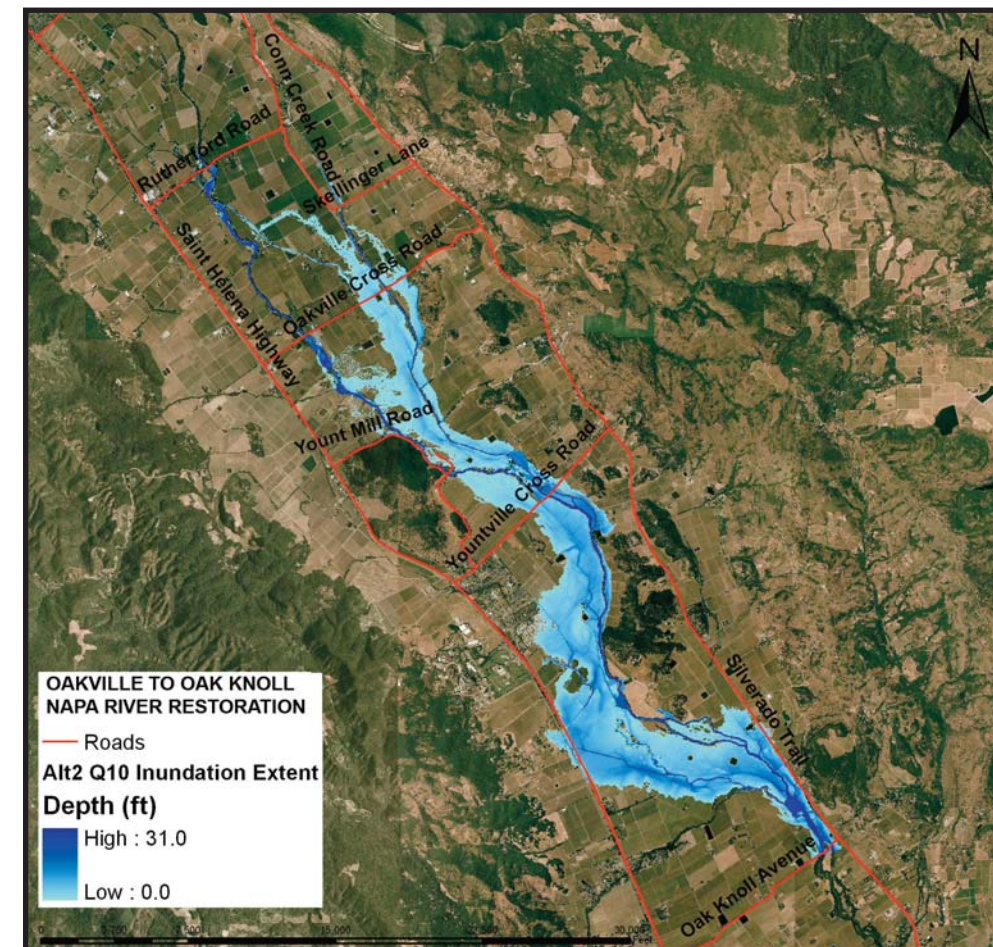 N
Conn Creek Road
Rutherford Road
Skellinger Lane
Saint Helena Highway
Oakville Cross Road
Yount Mill Road
Yountville Cross Road
Silverado Trail
Oak Knoll Avenue
OAKVILLE TO OAK KNOLL
NAPA RIVER RESTORATION
Roads
Alt2 Q10 Inundation Extent
Depth (ft)
High : 31.0
Low : 0.0
0
15,000
30,000
Feet